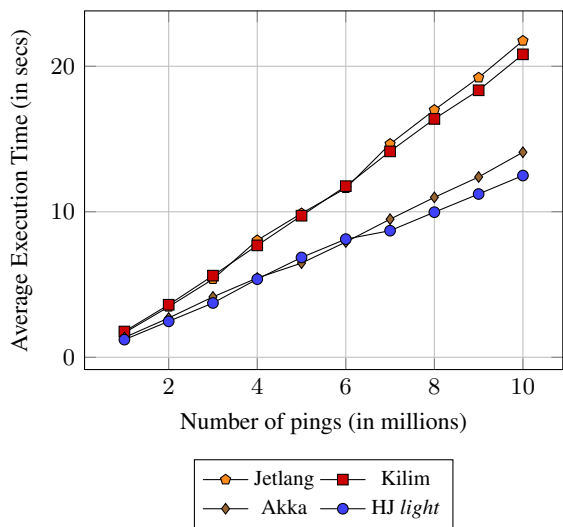 20
10
0
2 4 6 8 10
Average Execution Time (in secs)
Number of pings (in millions)
Jetlang Kilim
Akka HJ light